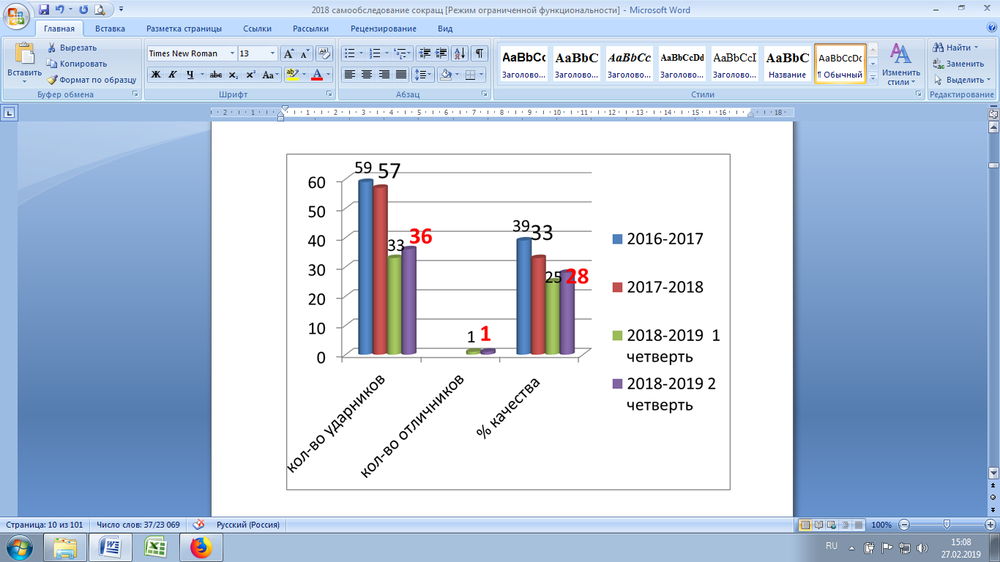 2018 самообследование сокращ [Режим ограниченной функциональности] - Microsoft Word
Главная Вставка Разметка страницы Ссылки Рассылки Рецензирование Вид
Вставить
Вырезать
Копировать
Формат по образцу
Буфер обмена
Times New Roman 13
Ж К Ч abc x₂ x² Aa
Шрифт
Абзац
AaBbCc AaBbC AaBbCc AaBbCcDd AaBbCcI AaBbC AaBbCcDc
Заголово... Заголово... Заголово... Заголово... Заголово... Название ¶ Обычный
Изменить
стили
Стили
Найти
Заменить
Выделить
Редактирование
2 1 1 2 3 4 5 6 7 8 9 10 11 12 13 14 15 16 18
59 57
33 36
1 1
39 33
25 28
60
50
40
30
20
10
0
кол-во ударников
кол-во отличников
% качества
2016-2017
2017-2018
2018-2019 1
четверть
2018-2019 2
четверть
Страница: 10 из 101 Число слов: 37/23 069 Русский (Россия) 100%
RU 15:08
27.02.2019